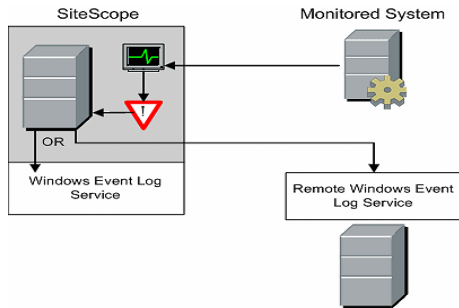 SiteScope
Monitored System
!
OR
Windows Event Log
Service
Remote Windows Event
Log Service